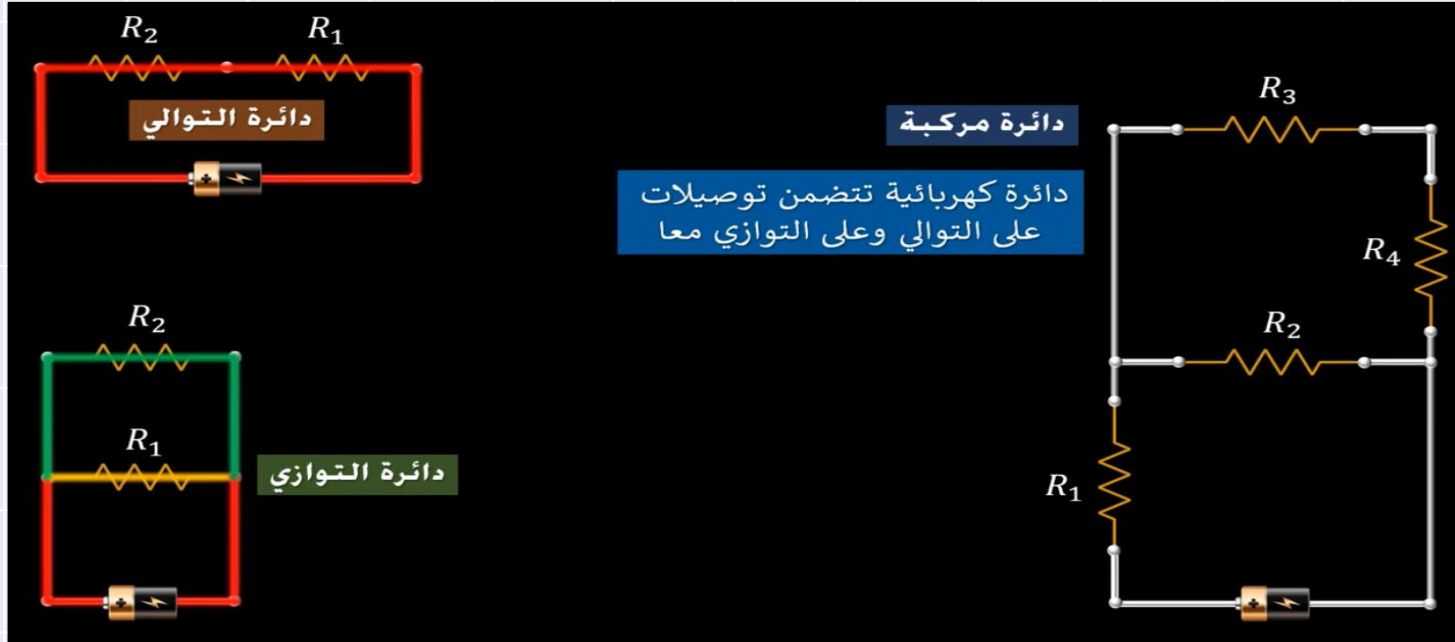 R₂
R₁
دائرة التوالي
R₃
دائرة مركبة
دائرة كهربائية تتضمن توصيلات
على التوالي وعلى التوازي معا
R₄
R₂
R₂
R₁
دائرة التوازي
R₁